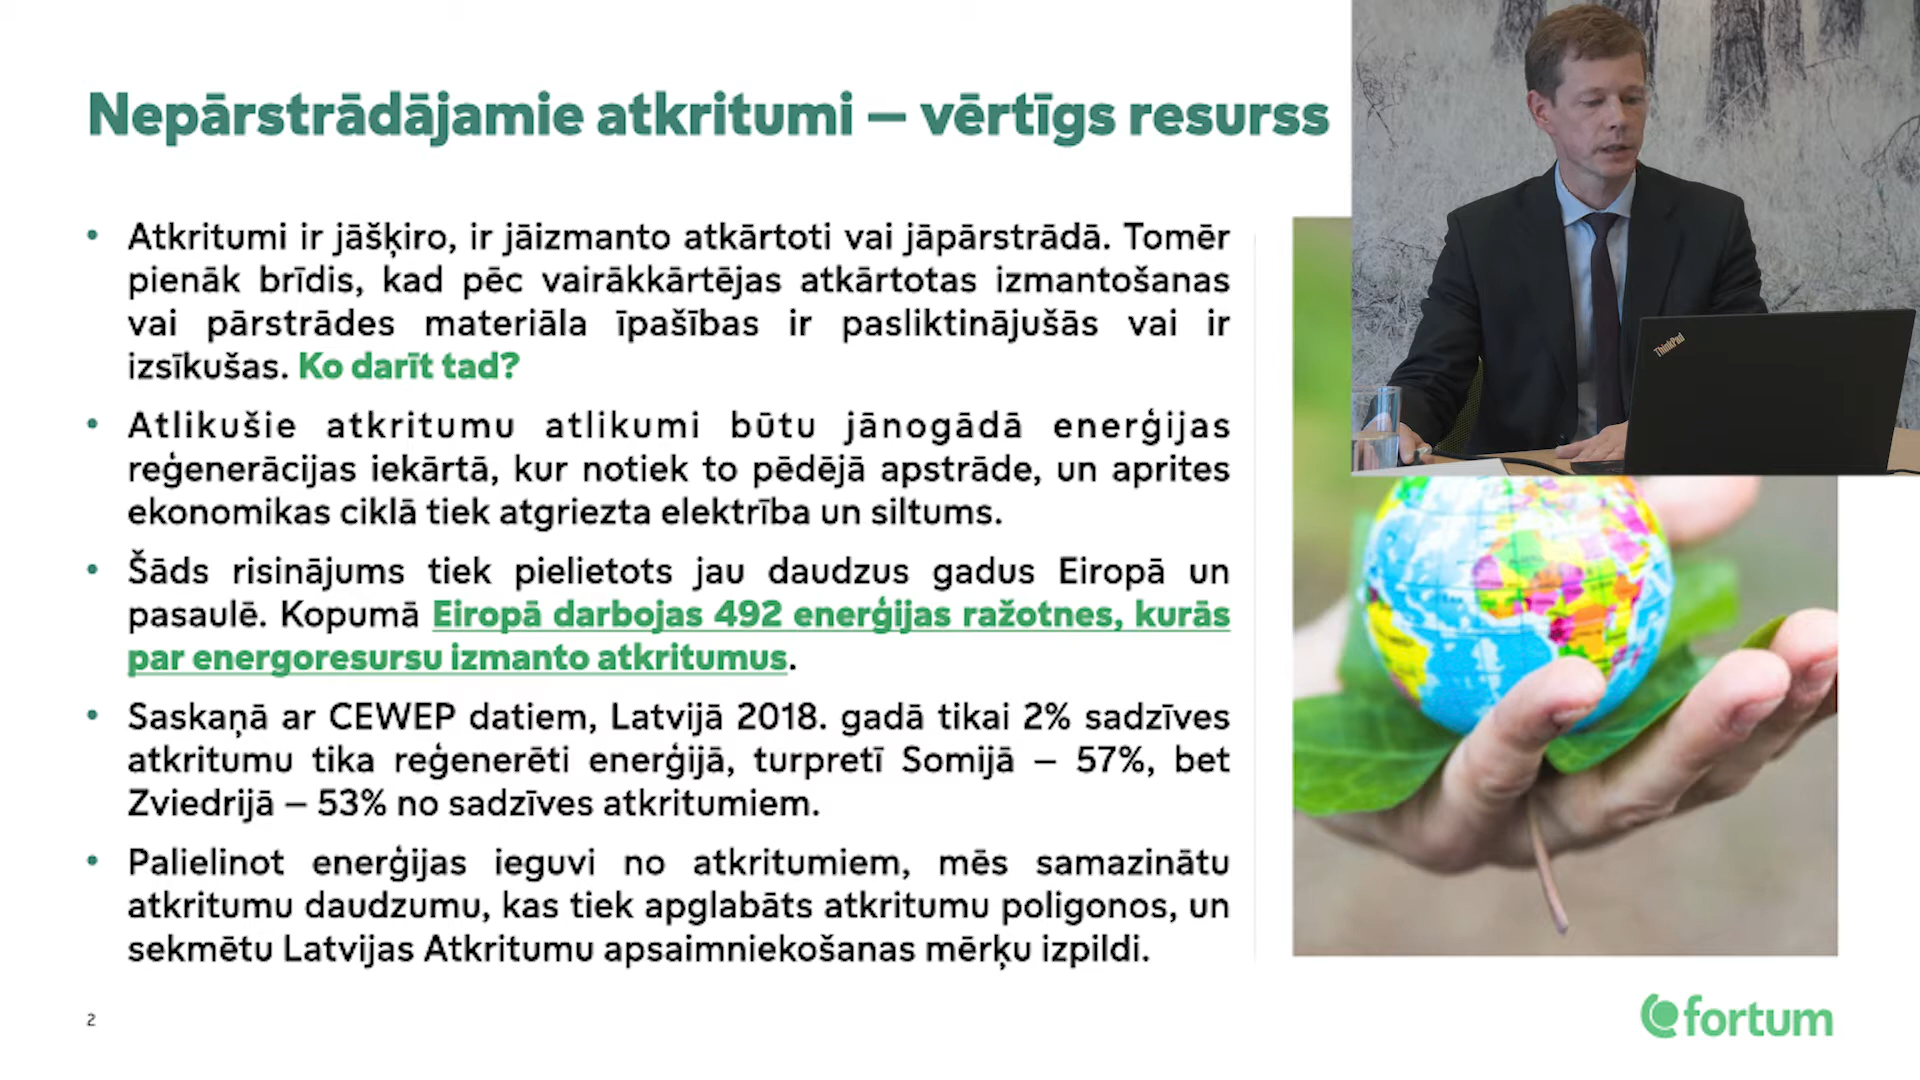 Nepārstrādājamie atkritumi – vērtīgs resurss
• Atkritumi ir jāšķiro, ir jāizmanto atkārtoti vai jāpārstrādā. Tomēr
pienāk brīdis, kad pēc vairākkārtējas atkārtotas izmantošanas
vai pārstrādes materiāla īpašības ir pasliktinājušās vai ir
izsīkušas. Ko darīt tad?
• Atlikušie atkritumu atlikumi būtu jānogādā enerģijas
reģenerācijas iekārtā, kur notiek to pēdējā apstrāde, un aprites
ekonomikas ciklā tiek atgriezta elektrība un siltums.
• Šāds risinājums tiek pielietots jau daudzus gadus Eiropā un
pasaulē. Kopumā Eiropā darbojas 492 enerģijas ražotnes, kurās
par energoresursu izmanto atkritumus.
• Saskaņā ar CEWEP datiem, Latvijā 2018. gadā tikai 2% sadzīves
atkritumu tika reģenerēti enerģijā, turpretī Somijā – 57%, bet
Zviedrijā – 53% no sadzīves atkritumiem.
• Palielinot enerģijas ieguvi no atkritumiem, mēs samazinātu
atkritumu daudzumu, kas tiek apglabāts atkritumu poligonos, un
sekmētu Latvijas Atkritumu apsaimniekošanas mērķu izpildi.
ThinkPad
2
fortum